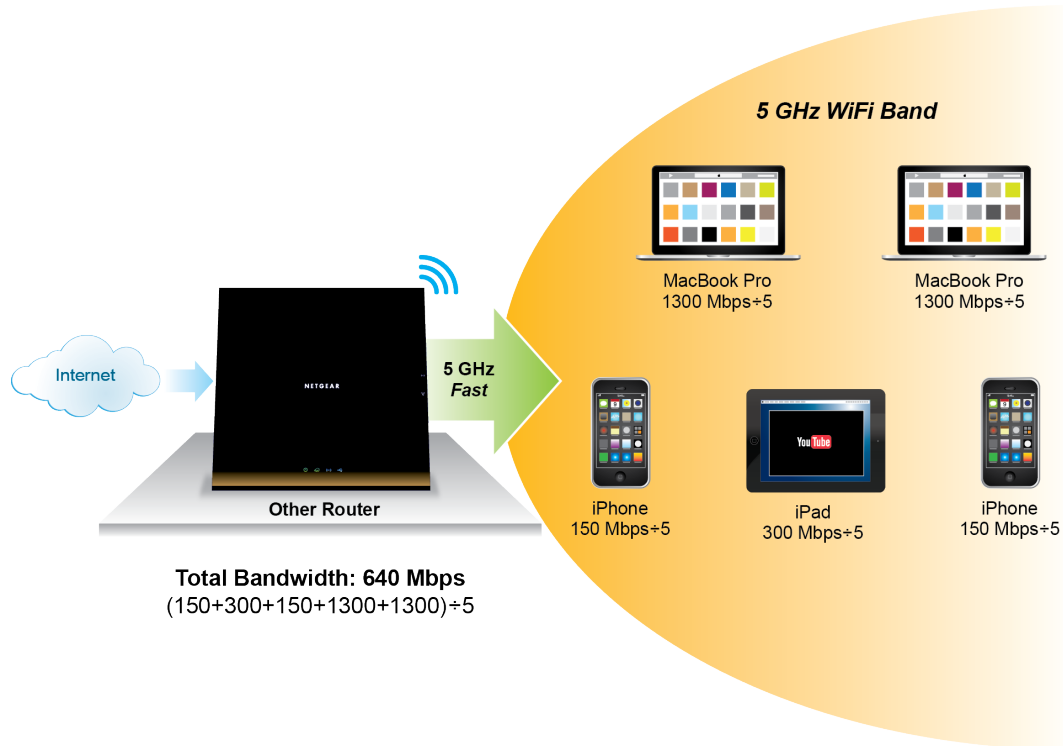 5 GHz WiFi Band
MacBook Pro
1300 Mbps÷5
MacBook Pro
1300 Mbps÷5
Internet
NETGEAR
5 GHz
Fast
YouTube
iPhone
150 Mbps÷5
iPad
300 Mbps÷5
iPhone
150 Mbps÷5
Other Router
Total Bandwidth: 640 Mbps
(150+300+150+1300+1300)÷5